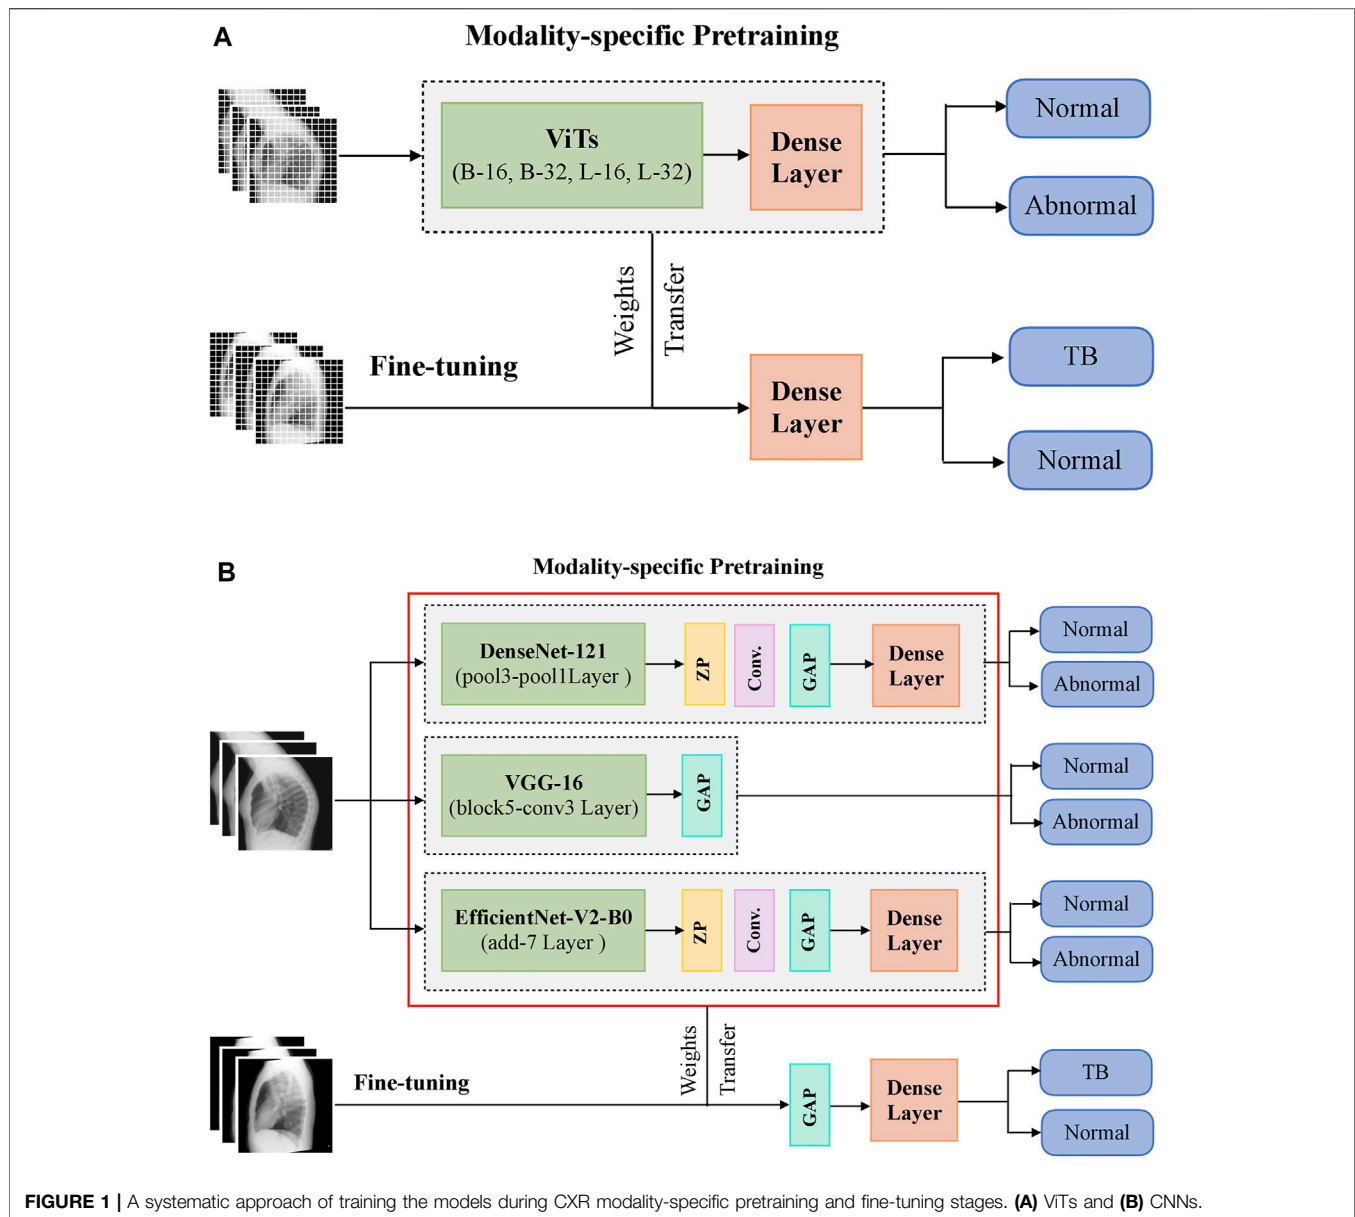 A
Modality-specific Pretraining
ViTs
(B-16, B-32, L-16, L-32)
Dense
Layer
Normal
Abnormal
Weights
Transfer
Fine-tuning
Dense
Layer
TB
Normal
B
Modality-specific Pretraining
DenseNet-121
(pool3-pool1Layer )
ZP
Conv.
GAP
Dense
Layer
Normal
Abnormal
VGG-16
(block5-conv3 Layer)
GAP
Normal
Abnormal
EfficientNet-V2-B0
(add-7 Layer )
ZP
Conv.
GAP
Dense
Layer
Normal
Abnormal
Weights
Transfer
Fine-tuning
GAP
Dense
Layer
TB
Normal
FIGURE 1 | A systematic approach of training the models during CXR modality-specific pretraining and fine-tuning stages. (A) ViTs and (B) CNNs.